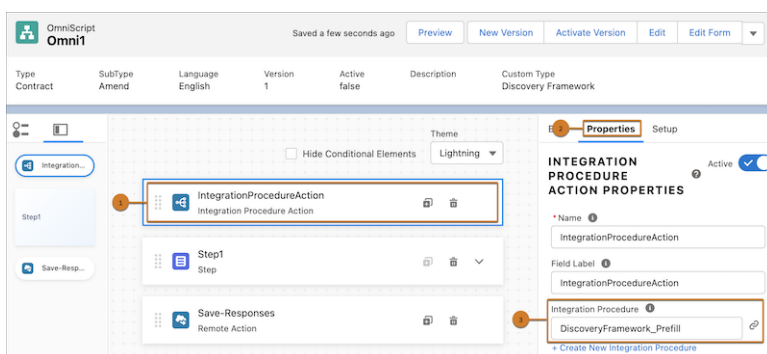 OmniScript
Omni1
Saved a few seconds ago
Preview
New Version
Activate Version
Edit
Edit Form
Type
SubType
Language
Version
Active
Description
Custom Type
Contract
Amend
English
1
false
Discovery Framework
Integration...
Step1
Save-Resp...
Theme
Hide Conditional Elements
Lightning
1
IntegrationProcedureAction
Integration Procedure Action
Step1
Step
Save-Responses
Remote Action
2
Properties
Setup
INTEGRATION
PROCEDURE
ACTION PROPERTIES
Active
*Name
IntegrationProcedureAction
Field Label
IntegrationProcedureAction
3
Integration Procedure
DiscoveryFramework_Prefill
+ Create New Integration Procedure